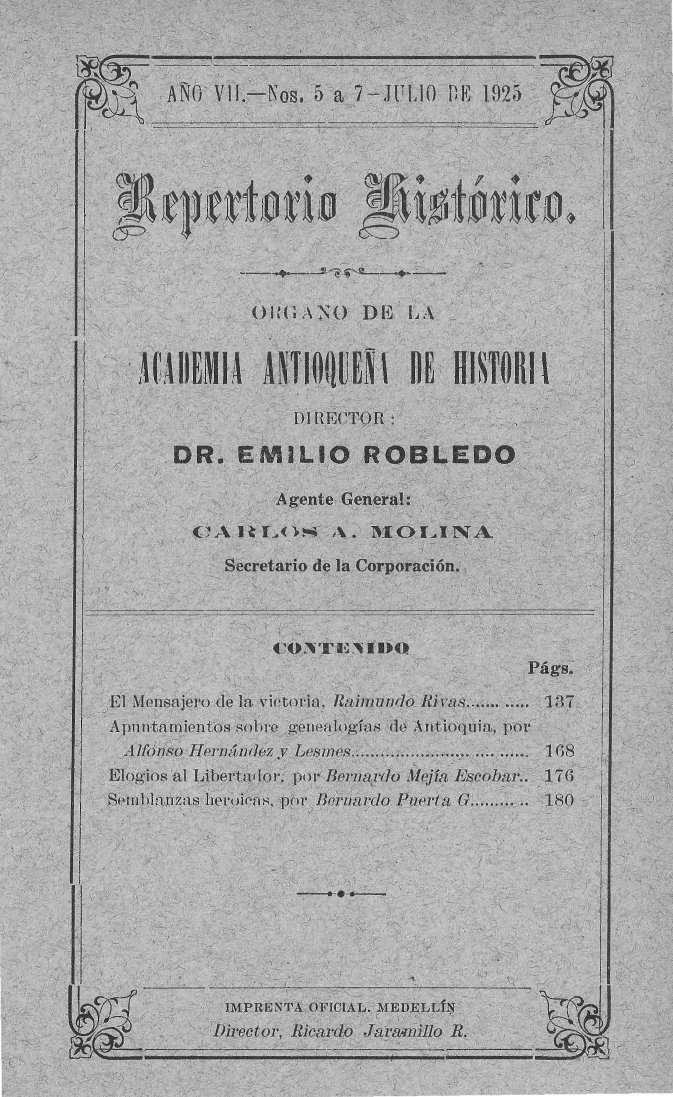 AÑO VII.—Nos. 5 a 7–JULIO DE 1925
Repertorio Histórico.
ORGANO DE LA
ACADEMIA ANTIOQUEÑA DE HISTORIA
DIRECTOR:
DR. EMILIO ROBLEDO
Agente General:
CARLOS A. MOLINA
Secretario de la Corporación.
CONTENIDO
Págs.
El Mensajero de la victoria, Raimundo Rivas....... ..... 137
Apuntamientos sobre genealogías de Antioquia, por
Alfonso Hernández y Lesmes......................... .... ...... 168
Elogios al Libertador, por Bernardo Mejía Escobar.. 176
Semblanzas heroicas, por Bernardo Puerta G......... .. 180
IMPRENTA OFICIAL. MEDELLÍN
Director, Ricardo Jaramillo R.